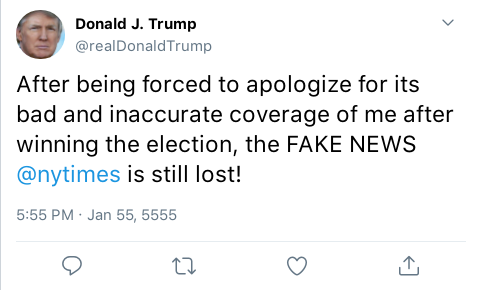 Donald J. Trump
@realDonaldTrump
After being forced to apologize for its
bad and inaccurate coverage of me after
winning the election, the FAKE NEWS
@nytimes is still lost!
5:55 PM · Jan 55, 5555